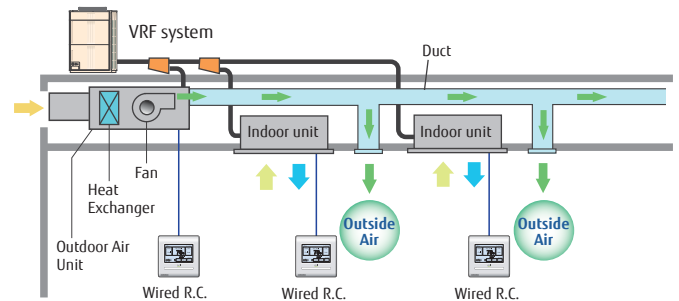 VRF system
Duct
Indoor unit
Indoor unit
Fan
Heat
Exchanger
Outdoor Air
Unit
Outside
Air
Outside
Air
Wired R.C.
Wired R.C.
Wired R.C.